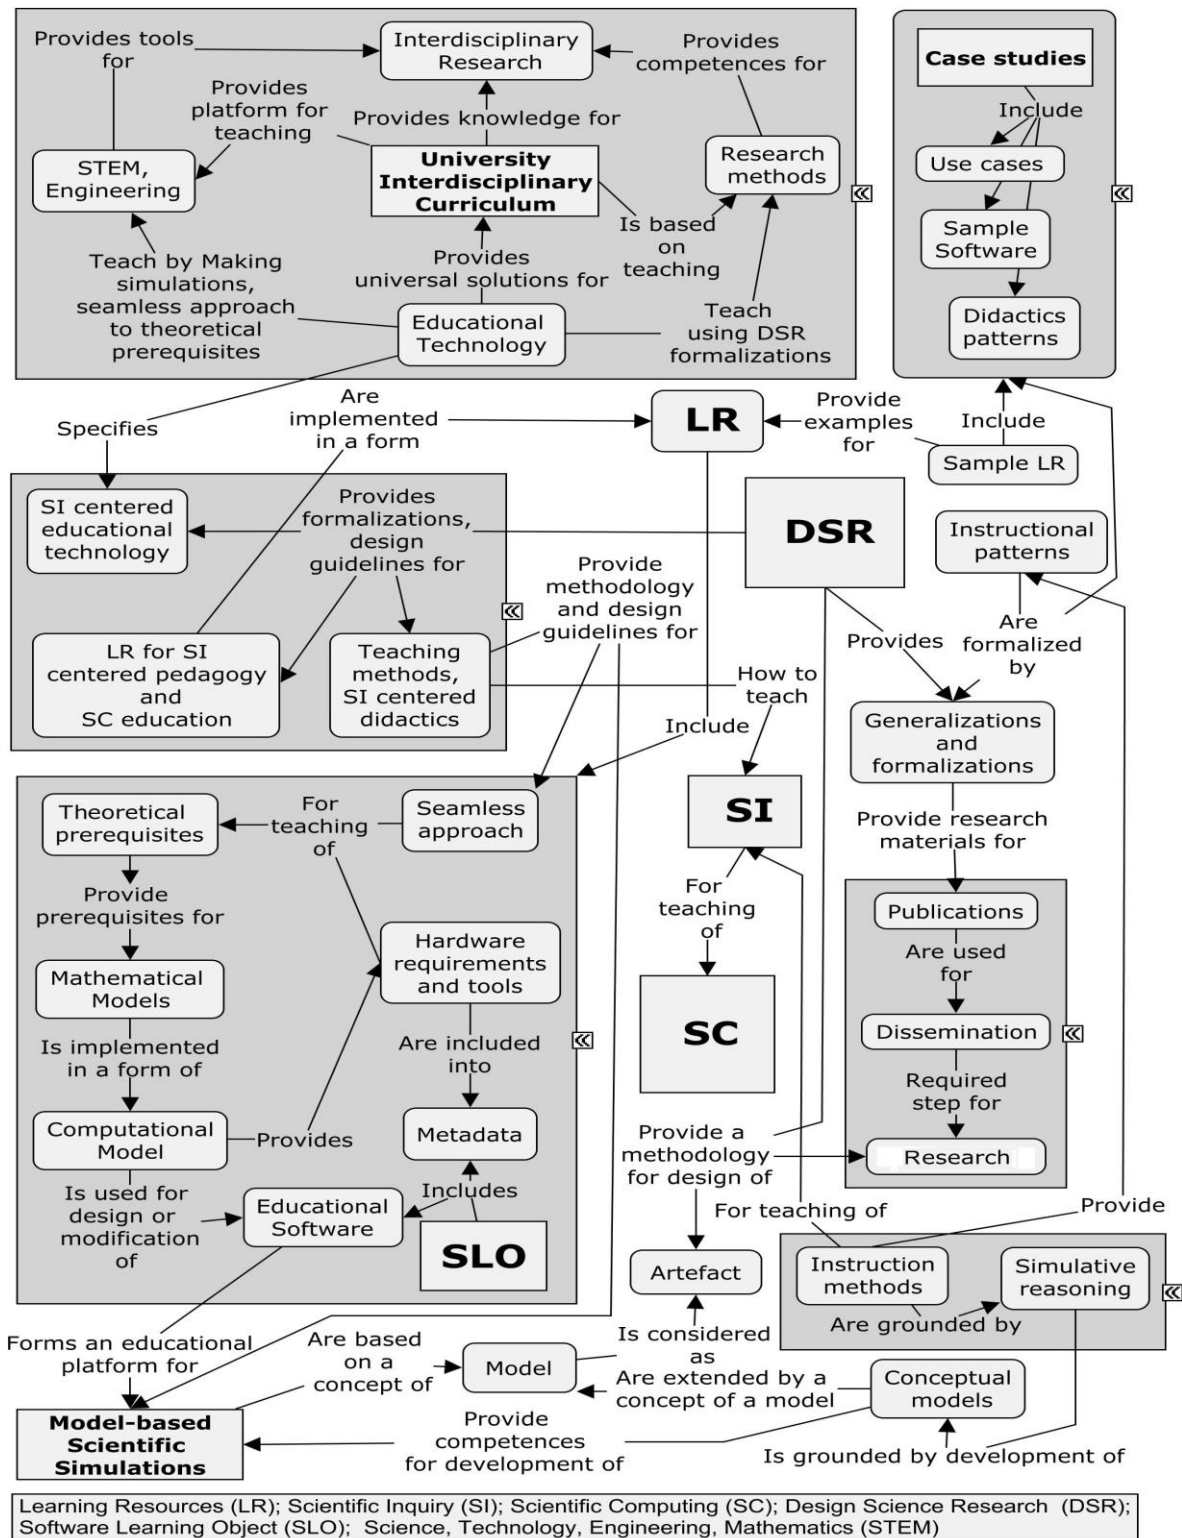 Provides tools
for
Interdisciplinary
Research
Provides
competences for
Provides
platform for
teaching
Provides knowledge for
STEM,
Engineering
University
Interdisciplinary
Curriculum
Research
methods
Is based
on
teaching
Teach by Making
simulations,
seamless approach
to theoretical
prerequisites
Provides
universal solutions for
Educational
Technology
Teach
using DSR
formalizations
Case studies
Include
Use cases
Sample
Software
Didactics
patterns
Specifies
Are
implemented
in a form
LR
Provide
examples
for
Include
Sample LR
SI centered
educational
technology
Provides
formalizations,
design
guidelines for
DSR
Instructional
patterns
Provide
methodology
and design
guidelines for
LR for SI
centered pedagogy
and
SC education
Teaching
methods,
SI centered
didactics
How to
teach
Provides
Are
formalized
by
Include
Generalizations
and
formalizations
Theoretical
prerequisites
For
teaching
of
Seamless
approach
SI
Provide research
materials for
Provide
prerequisites for
For
teaching
of
Publications
Hardware
requirements
and tools
Are used
for
Mathematical
Models
SC
Dissemination
Is implemented
in a form of
Are included
into
Required
step for
Computational
Model
Provides
Metadata
Provide a
methodology
for design of
Research
Is used for
design or
modification
of
Educational
Software
Includes
SLO
For teaching of
Provide
Artefact
Instruction
methods
Simulative
reasoning
Are grounded by
Forms an educational
platform for
Are based
on a
concept of
Model
Is considered
as
Are extended by a
concept of a model
Conceptual
models
Model-based
Scientific
Simulations
Provide
competences
for development of
Is grounded by development of
Learning Resources (LR); Scientific Inquiry (SI); Scientific Computing (SC); Design Science Research (DSR);
Software Learning Object (SLO); Science, Technology, Engineering, Mathematics (STEM)